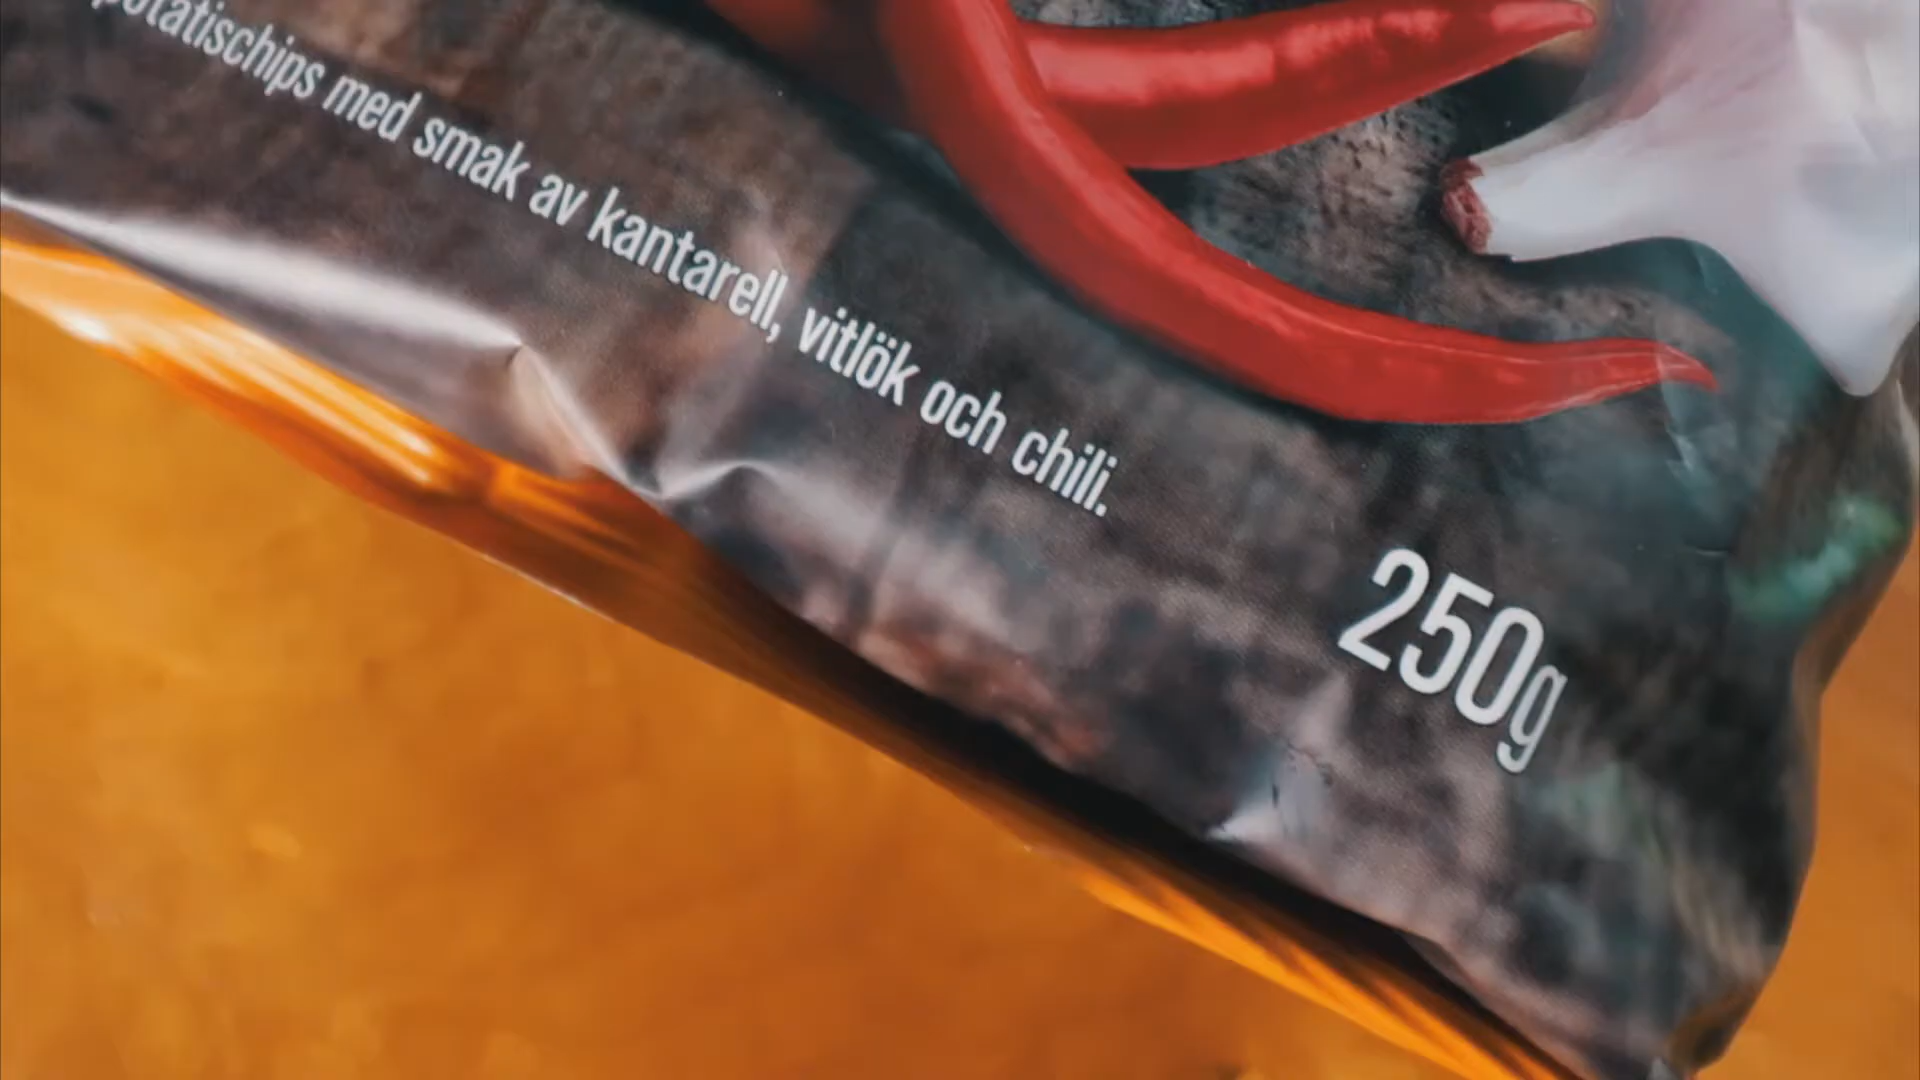 potatischips med smak av kantarell, vitlök och chili.
250g